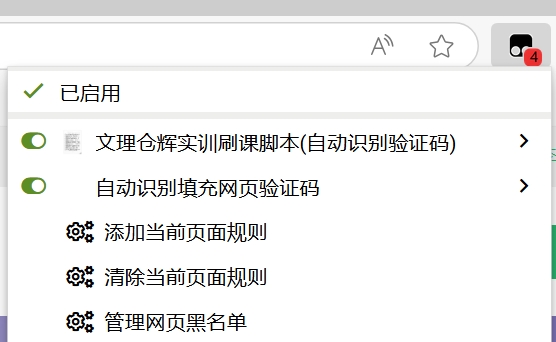 A
4
已启用
文理仓辉实训刷课脚本(自动识别验证码)
自动识别填充网页验证码
添加当前页面规则
清除当前页面规则
管理网页黑名单